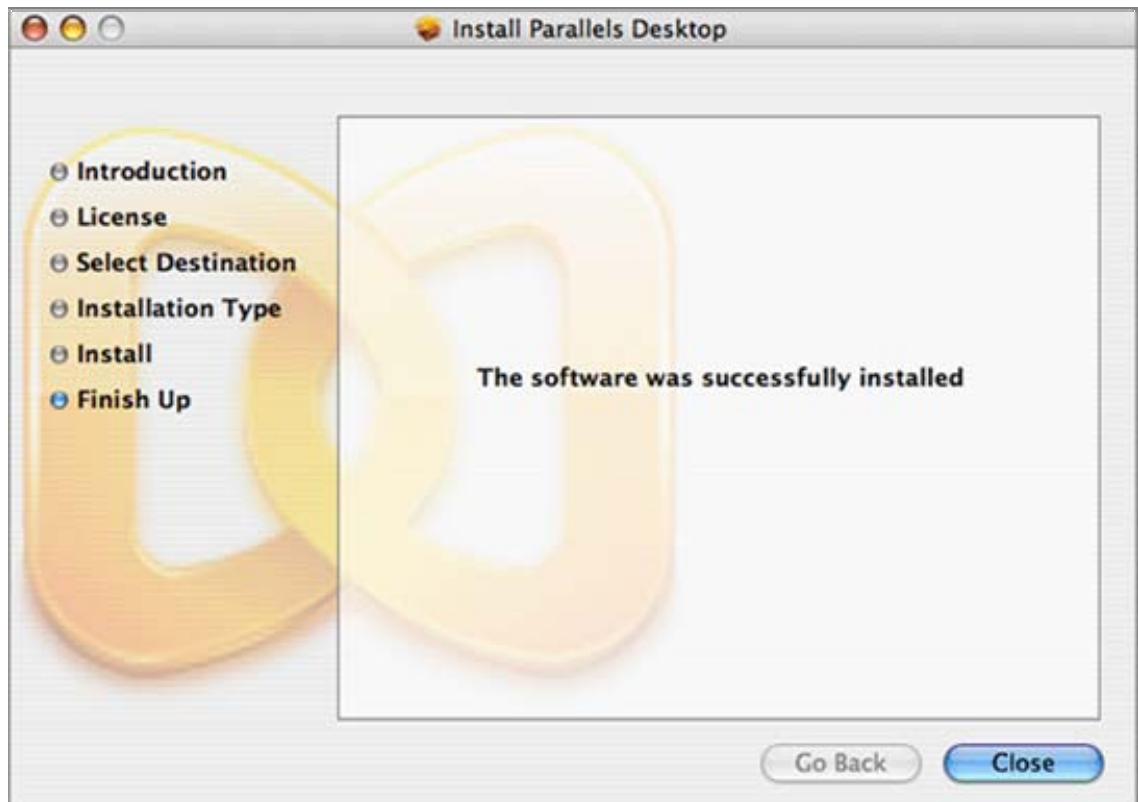 Install Parallels Desktop
Introduction
License
Select Destination
Installation Type
Install
Finish Up
The software was successfully installed
Go Back
Close